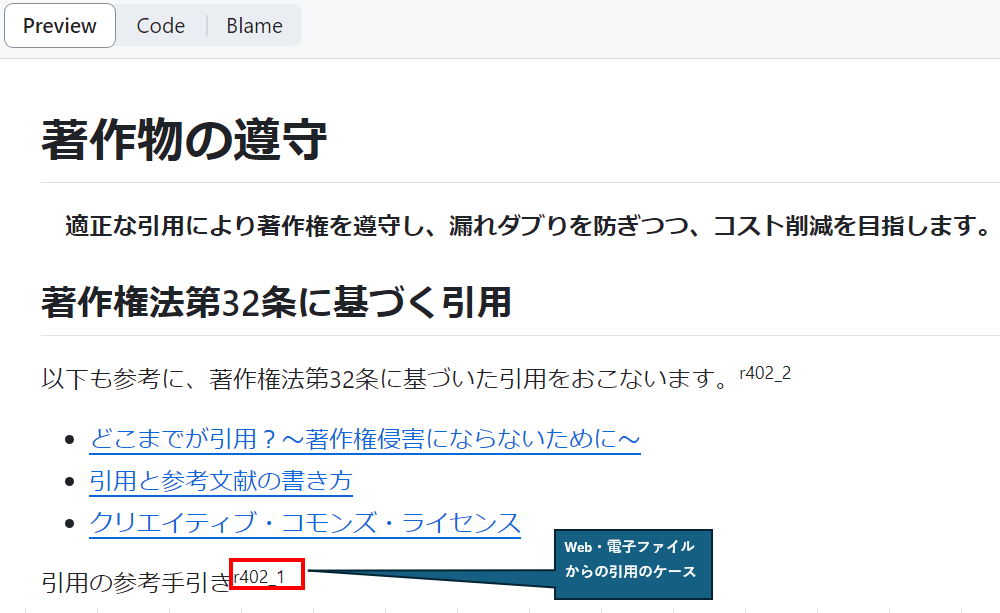 Preview Code Blame
著作物の遵守
適正な引用により著作権を遵守し、漏れダブりを防ぎつつ、コスト削減を目指します。
著作権法第32条に基づく引用
以下も参考に、著作権法第32条に基づいた引用をおこないます。r402_2
どこまでが引用？～著作権侵害にならないために～
引用と参考文献の書き方
クリエイティブ・コモンズ・ライセンス
引用の参考手引きr402_1
Web・電子ファイル
からの引用のケース